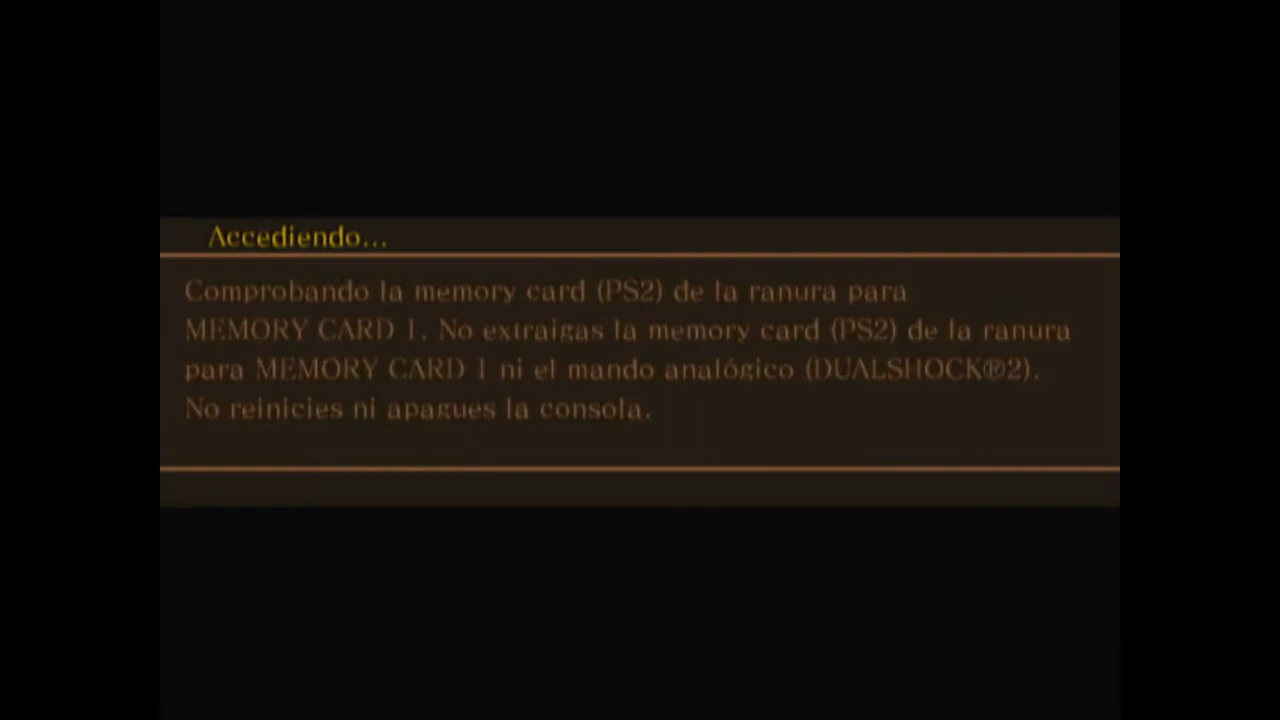 Accediendo...
Comprobando la memory card (PS2) de la ranura para
MEMORY CARD 1. No extraigas la memory card (PS2) de la ranura
para MEMORY CARD 1 ni el mando analógico (DUALSHOCK®2).
No reinicies ni apagues la consola.